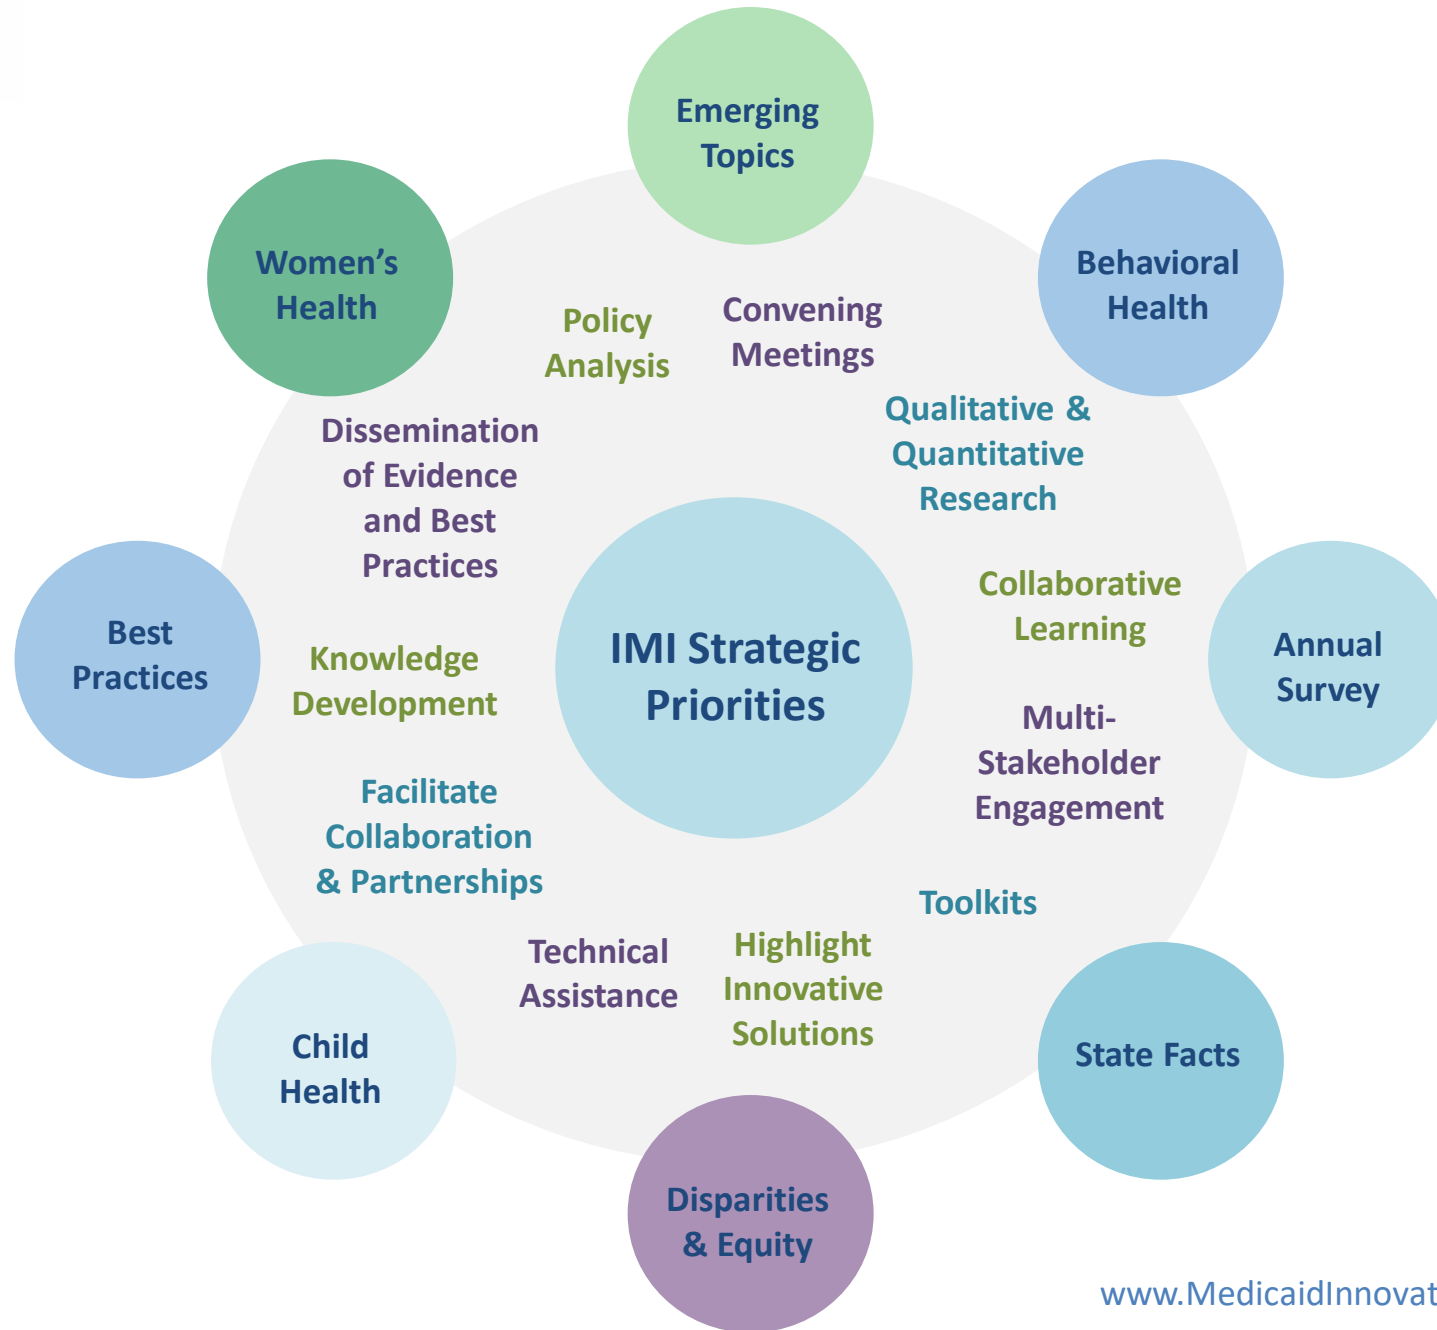 Emerging
Topics
Women’s
Health
Behavioral
Health
Policy
Analysis
Convening
Meetings
Dissemination
of Evidence
and Best
Practices
Qualitative &
Quantitative
Research
Best
Practices
Knowledge
Development
IMI Strategic
Priorities
Collaborative
Learning
Annual
Survey
Multi-
Stakeholder
Engagement
Facilitate
Collaboration
& Partnerships
Toolkits
Technical
Assistance
Highlight
Innovative
Solutions
Child
Health
State Facts
Disparities
& Equity
www.MedicaidInnovat